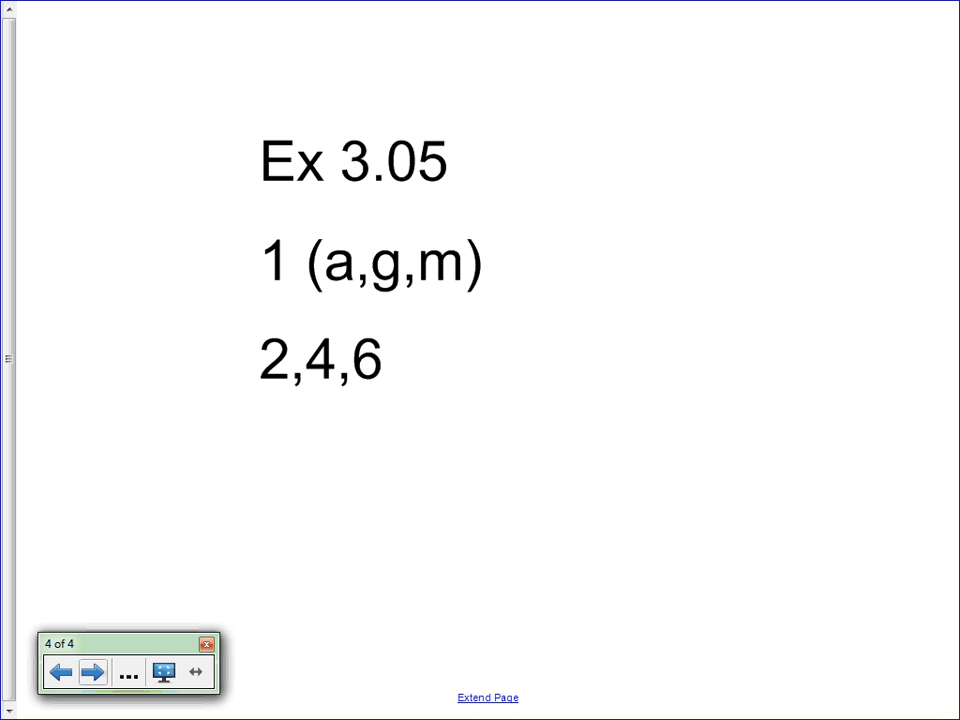 Ex 3.05
1 (a,g,m)
2,4,6
4 of 4
...
Extend Page